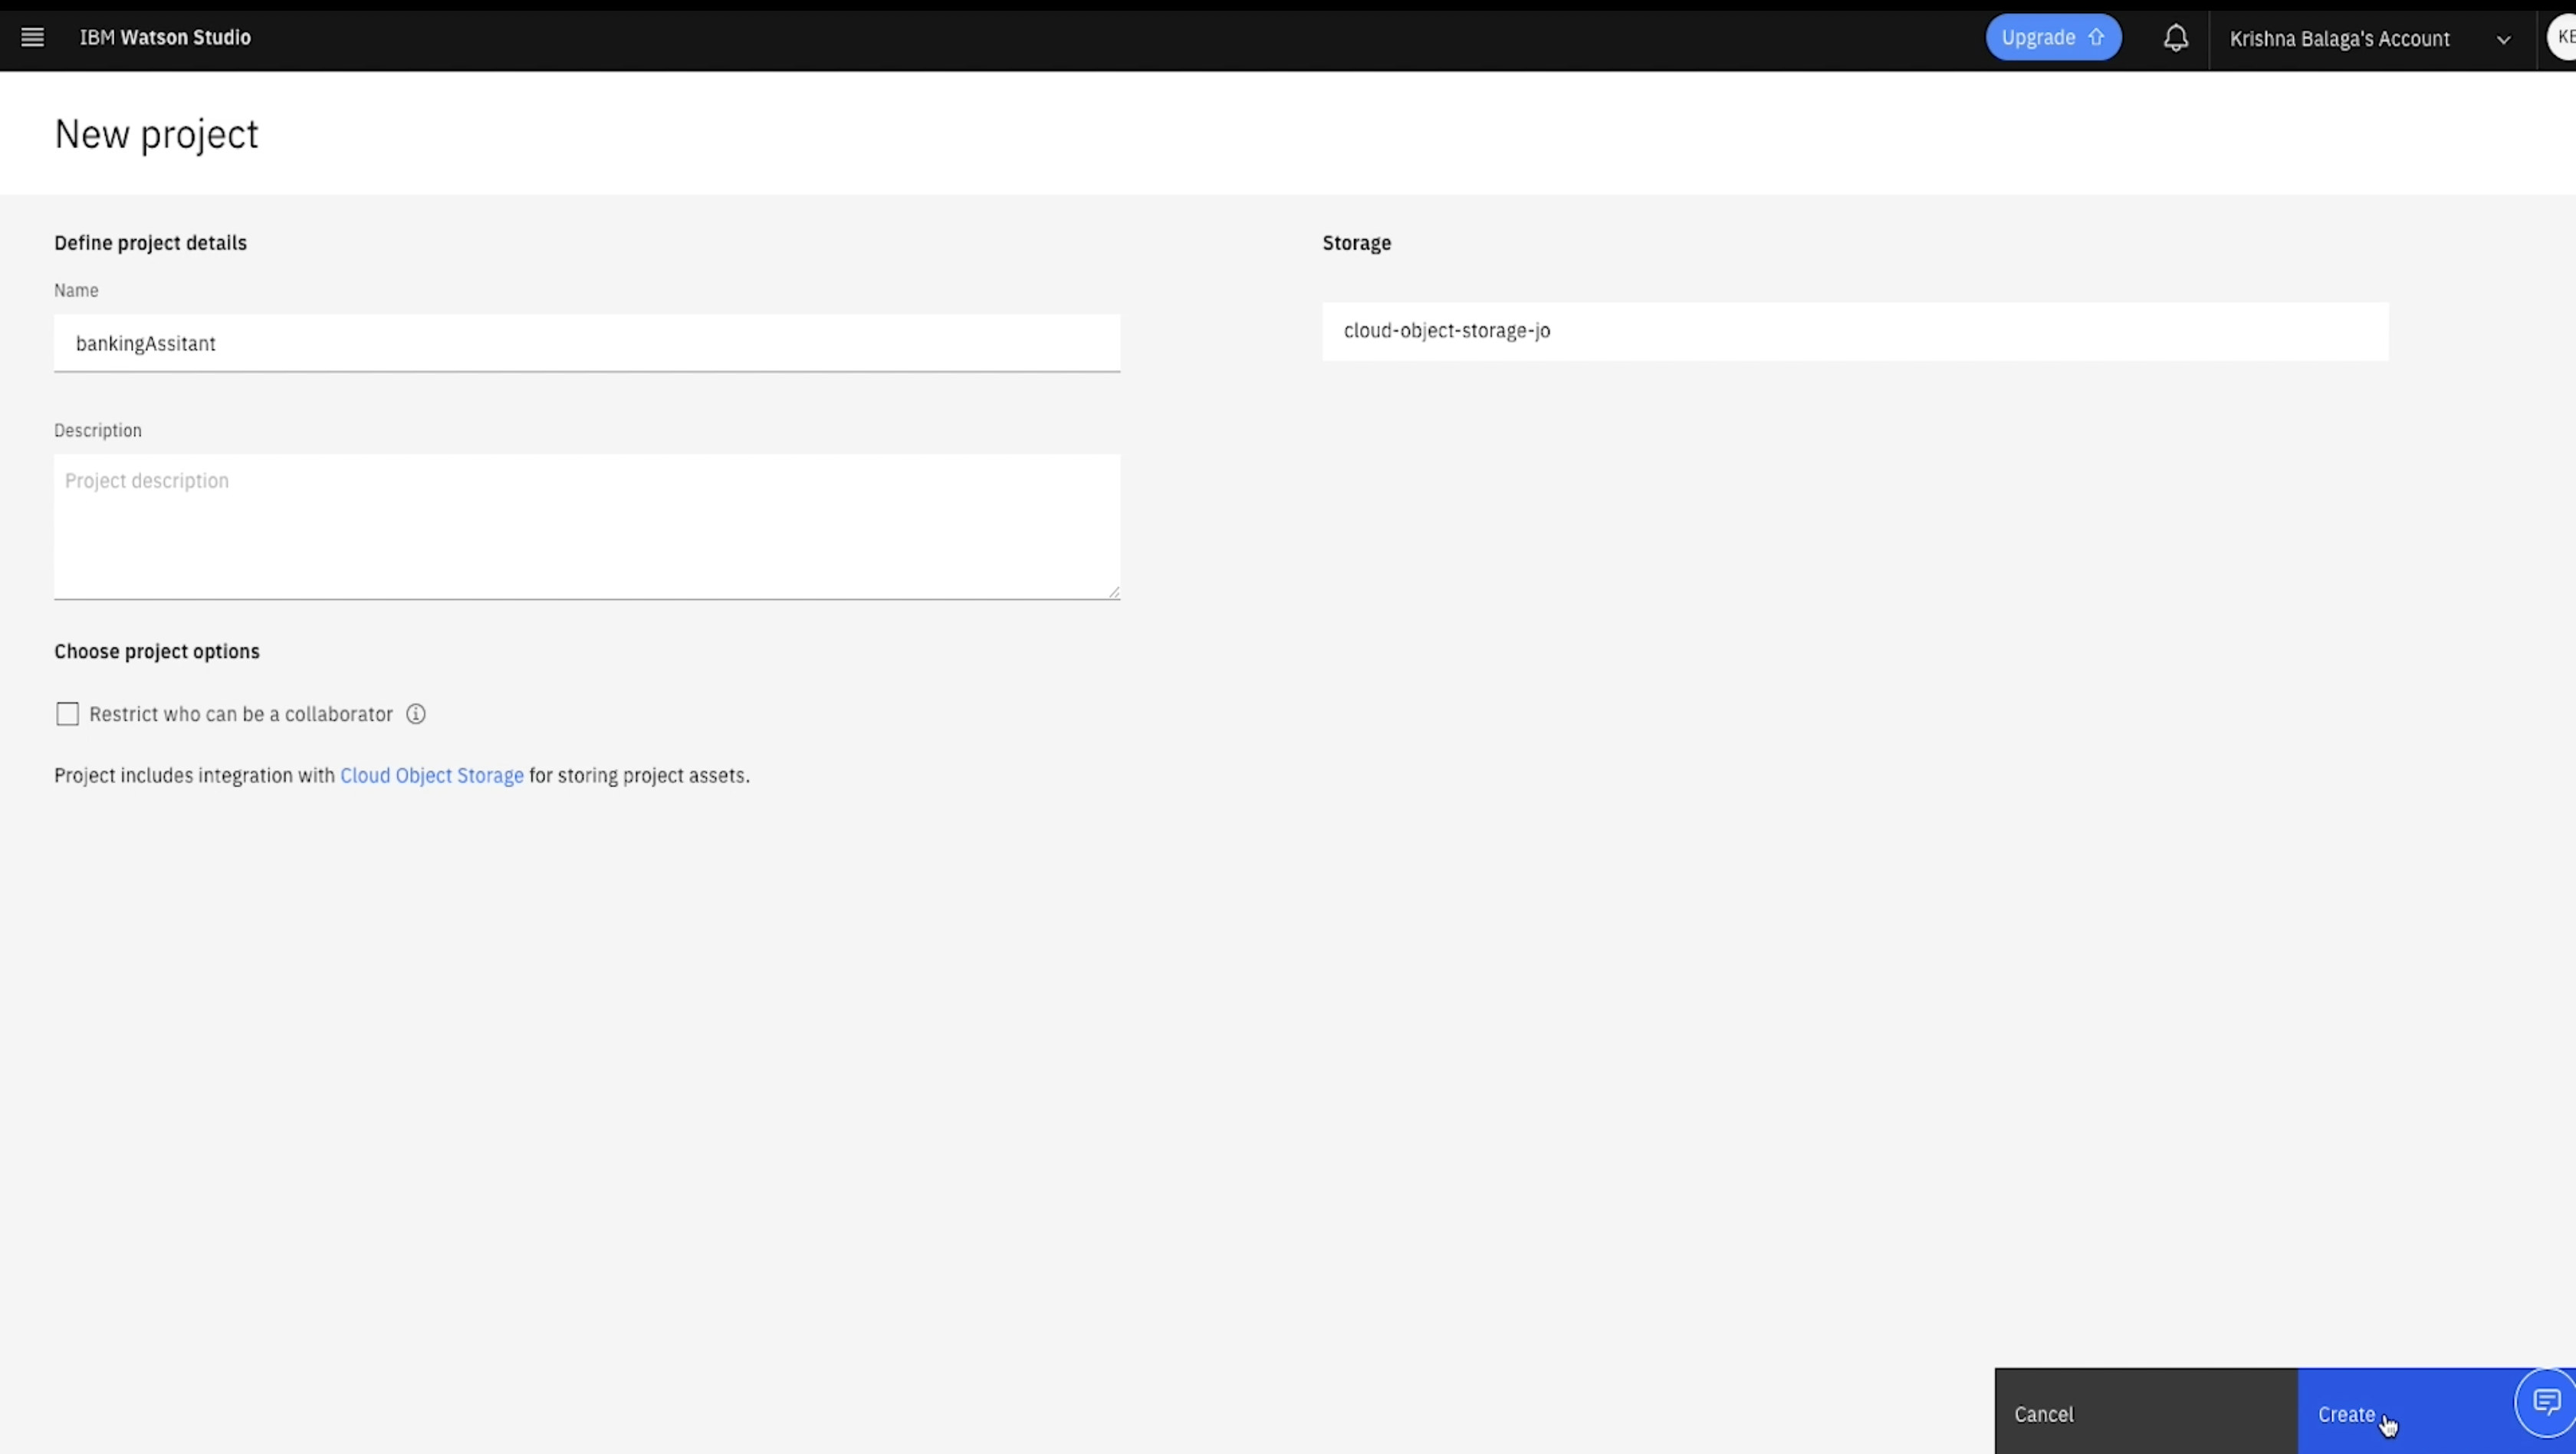 IBM Watson Studio
Upgrade
Krishna Balaga's Account
New project
Define project details
Name
bankingAssitant
Description
Project description
Choose project options
Restrict who can be a collaborator
Project includes integration with Cloud Object Storage for storing project assets.
Storage
cloud-object-storage-jo
Cancel
Create